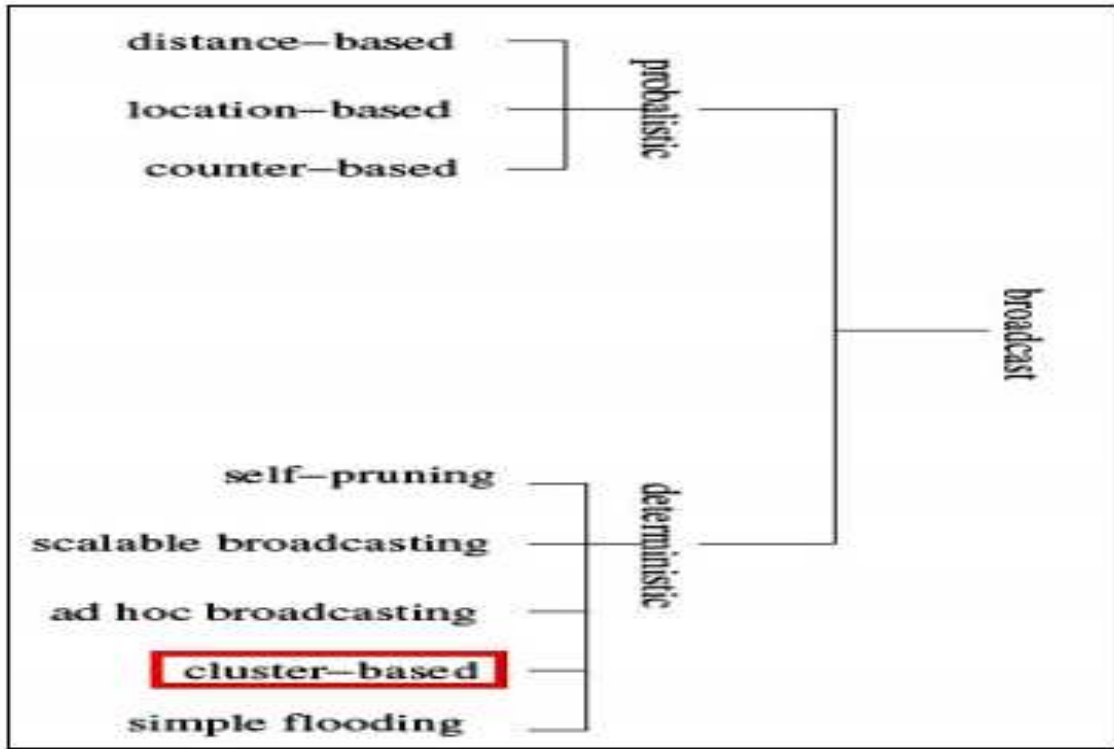 distance-based
location-based
counter-based
probalistic
broadcast
self-pruning
scalable broadcasting
deterministic
ad hoc broadcasting
cluster-based
simple flooding